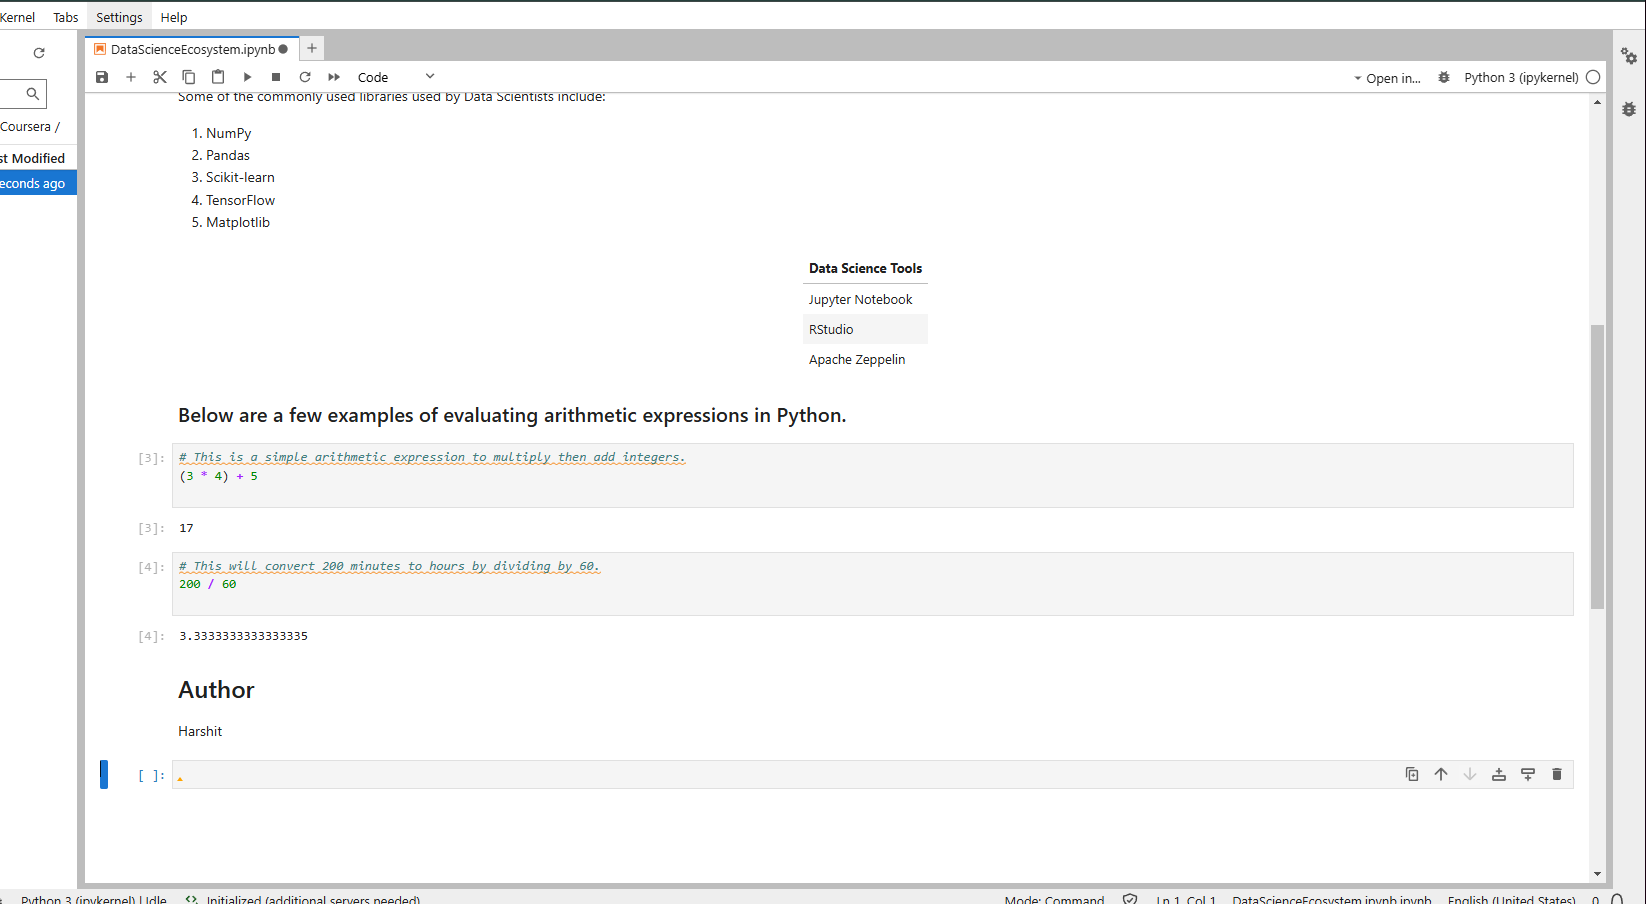 Kernel Tabs Settings Help
DataScienceEcosystem.ipynb
Code
Open in...
Python 3 (ipykernel)
Coursera /
st Modified
econds ago
Some of the commonly used libraries used by Data Scientists include:
1. NumPy
2. Pandas
3. Scikit-learn
4. TensorFlow
5. Matplotlib
Data Science Tools
Jupyter Notebook
RStudio
Apache Zeppelin
Below are a few examples of evaluating arithmetic expressions in Python.
[3]: # This is a simple arithmetic expression to multiply then add integers.
(3 * 4) + 5
[3]: 17
[4]: # This will convert 200 minutes to hours by dividing by 60.
200 / 60
[4]: 3.3333333333333335
Author
Harshit
[ ]:
Python 3 (ipykernel) | Idle Initialized (additional servers needed) Mode: Command Ln 1, Col 1 DataScienceEcosystem.ipynb.ipynb English (United States) 0